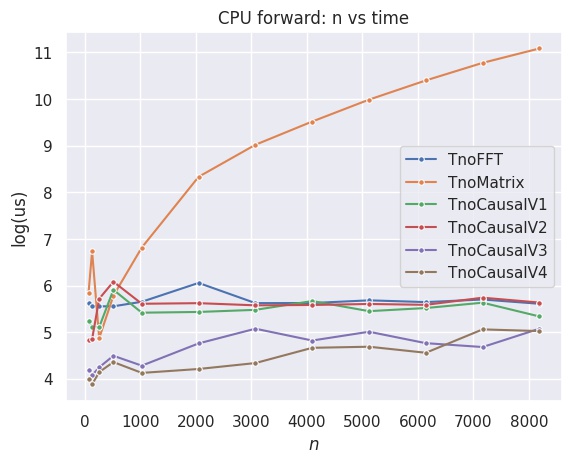 CPU forward: n vs time
log(us)
11
10
9
8
7
6
5
4
TnoFFT
TnoMatrix
TnoCausalV1
TnoCausalV2
TnoCausalV3
TnoCausalV4
0 1000 2000 3000 4000 5000 6000 7000 8000
n